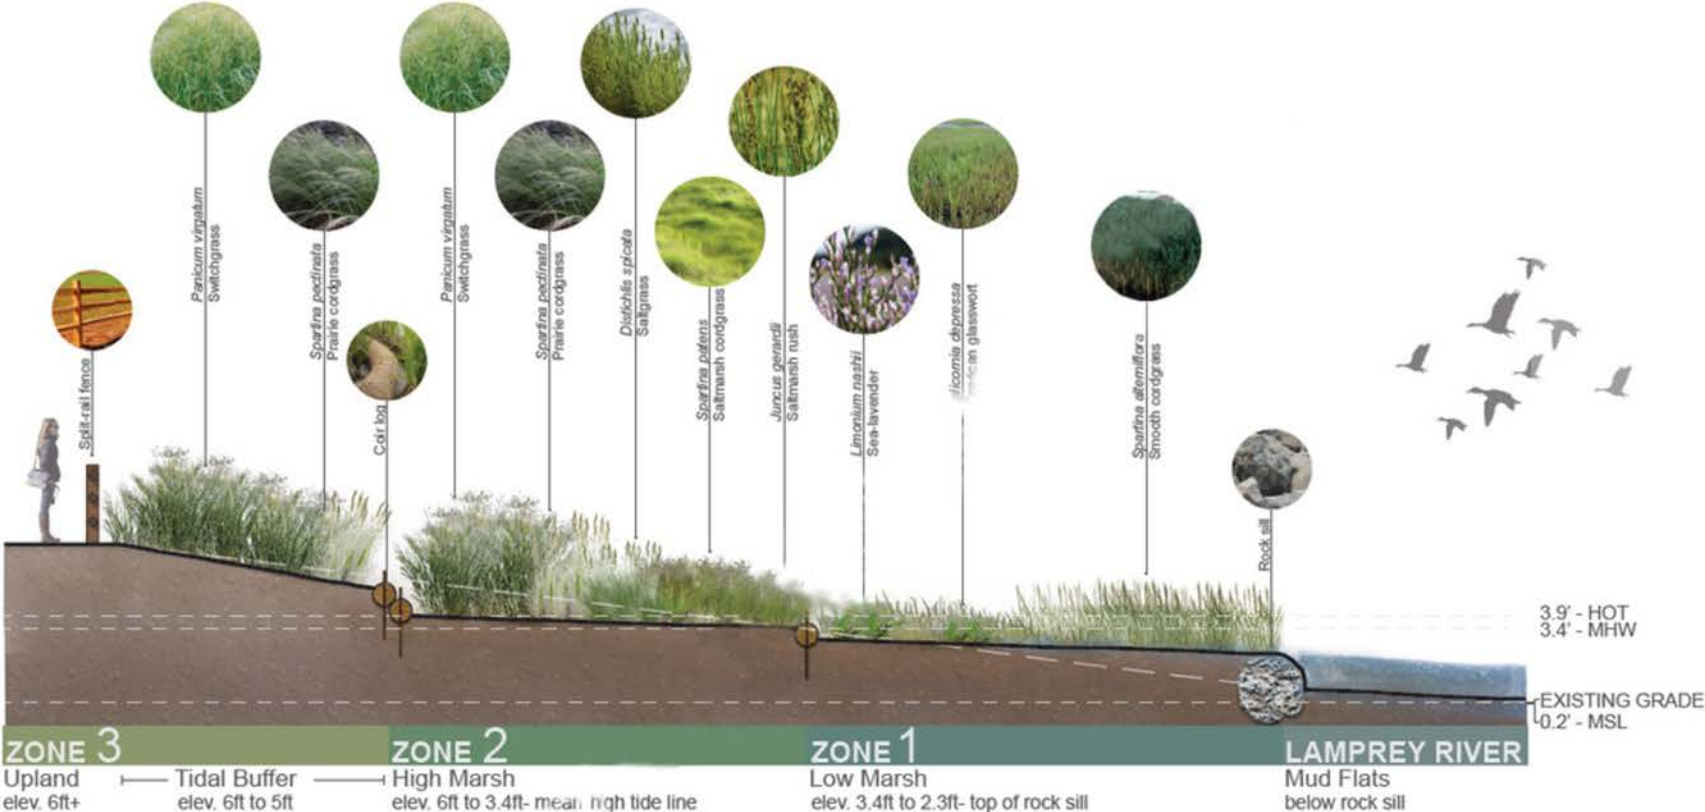 Split-rail fence
Panicum virgatum
Switchgrass
Spartina pectinata
Prairie cordgrass
Coir log
Panicum virgatum
Switchgrass
Spartina pectinata
Prairie cordgrass
Distichlis spicata
Saltgrass
Spartina patens
Saltmarsh cordgrass
Juncus gerardii
Saltmarsh rush
Limonium nashii
Sea-lavender
depressa
glasswort
Spartina alterniflora
Smooth cordgrass
Rock sill
3.9' - HOT
3.4' - MHW
EXISTING GRADE
0.2' - MSL
ZONE 3
ZONE 2
ZONE 1
LAMPREY RIVER
Upland
elev. 6ft+
Tidal Buffer
elev. 6ft to 5ft
High Marsh
elev. 6ft to 3.4ft- mean high tide line
Low Marsh
elev. 3.4ft to 2.3ft- top of rock sill
Mud Flats
below rock sill